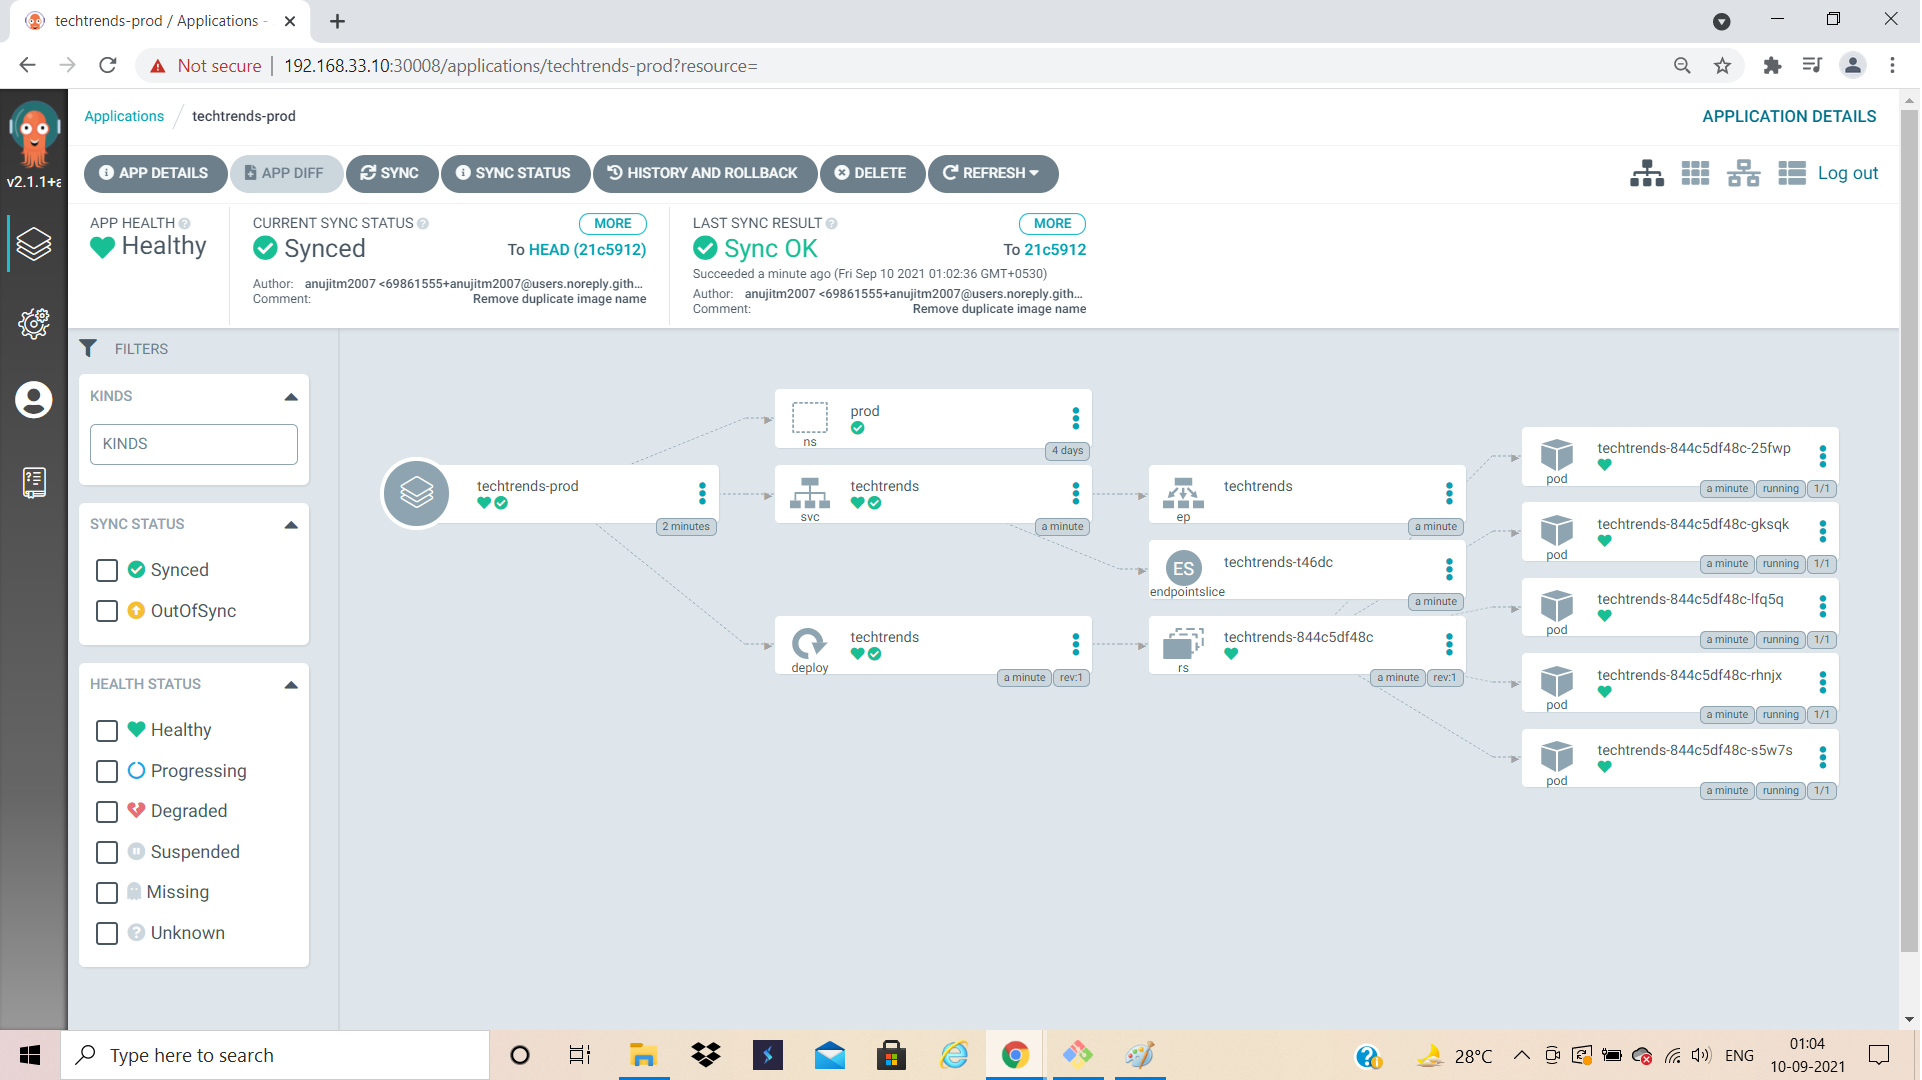 techtrends-prod / Applications -
Not secure
192.168.33.10:30008/applications/techtrends-prod?resource=
v2.1.1+a
Applications / techtrends-prod
APPLICATION DETAILS
APP DETAILS
APP DIFF
SYNC
SYNC STATUS
HISTORY AND ROLLBACK
DELETE
REFRESH
Log out
APP HEALTH
Healthy
CURRENT SYNC STATUS
MORE
Synced
To HEAD (21c5912)
Author: anujitm2007 <69861555+anujitm2007@users.noreply.gith...
Comment: Remove duplicate image name
LAST SYNC RESULT
MORE
Sync OK
To 21c5912
Succeeded a minute ago (Fri Sep 10 2021 01:02:36 GMT+0530)
Author: anujitm2007 <69861555+anujitm2007@users.noreply.gith...
Comment: Remove duplicate image name
FILTERS
KINDS
KINDS
SYNC STATUS
Synced
OutOfSync
HEALTH STATUS
Healthy
Progressing
Degraded
Suspended
Missing
Unknown
techtrends-prod
2 minutes
prod
ns
4 days
techtrends
svc
a minute
techtrends
deploy
a minute rev:1
techtrends
ep
a minute
ES
techtrends-t46dc
endpointslice
a minute
techtrends-844c5df48c
rs
a minute rev:1
techtrends-844c5df48c-25fwp
pod
a minute running 1/1
techtrends-844c5df48c-gksqk
pod
a minute running 1/1
techtrends-844c5df48c-lfq5q
pod
a minute running 1/1
techtrends-844c5df48c-rhnjx
pod
a minute running 1/1
techtrends-844c5df48c-s5w7s
pod
a minute running 1/1
Type here to search
28°C
ENG
01:04
10-09-2021